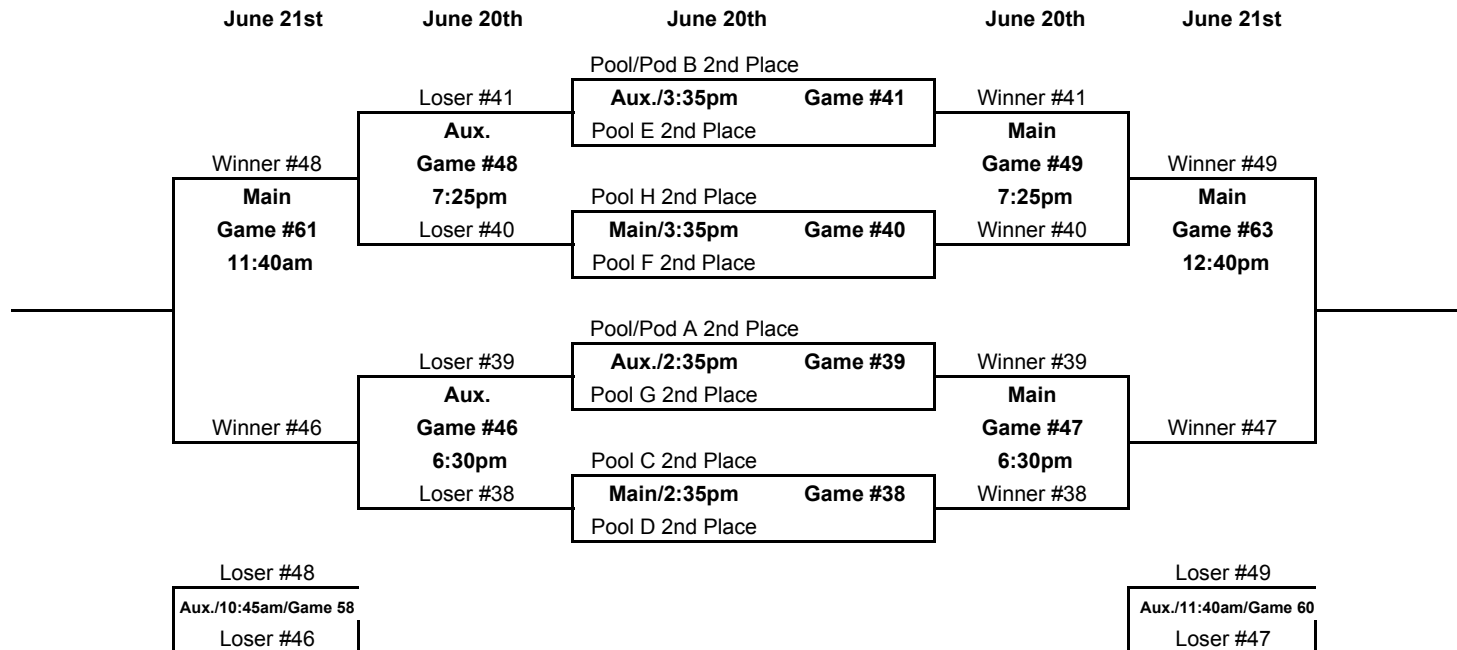 June 21st June 20th June 20th June 20th June 21st
Pool/Pod B 2nd Place
Loser #41 Aux./3:35pm Game #41 Winner #41
Aux. Pool E 2nd Place Main
Winner #48 Game #48 Game #49 Winner #49
Main 7:25pm Pool H 2nd Place 7:25pm Main
Game #61 Loser #40 Main/3:35pm Game #40 Winner #40 Game #63
11:40am Pool F 2nd Place 12:40pm
Pool/Pod A 2nd Place
Loser #39 Aux./2:35pm Game #39 Winner #39
Aux. Pool G 2nd Place Main
Winner #46 Game #46 Game #47 Winner #47
6:30pm Pool C 2nd Place 6:30pm
Loser #38 Main/2:35pm Game #38 Winner #38
Pool D 2nd Place
Loser #48 Loser #49
Aux./10:45am/Game 58 Aux./11:40am/Game 60
Loser #46 Loser #47